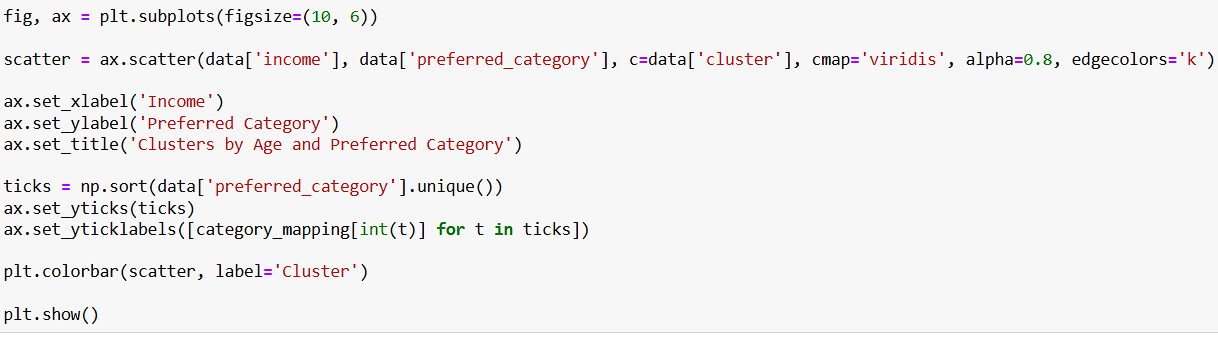 fig, ax = plt.subplots(figsize=(10, 6))
scatter = ax.scatter(data['income'], data['preferred_category'], c=data['cluster'], cmap='viridis', alpha=0.8, edgecolors='k')
ax.set_xlabel('Income')
ax.set_ylabel('Preferred Category')
ax.set_title('Clusters by Age and Preferred Category')
ticks = np.sort(data['preferred_category'].unique())
ax.set_yticks(ticks)
ax.set_yticklabels([category_mapping[int(t)] for t in ticks])
plt.colorbar(scatter, label='Cluster')
plt.show()